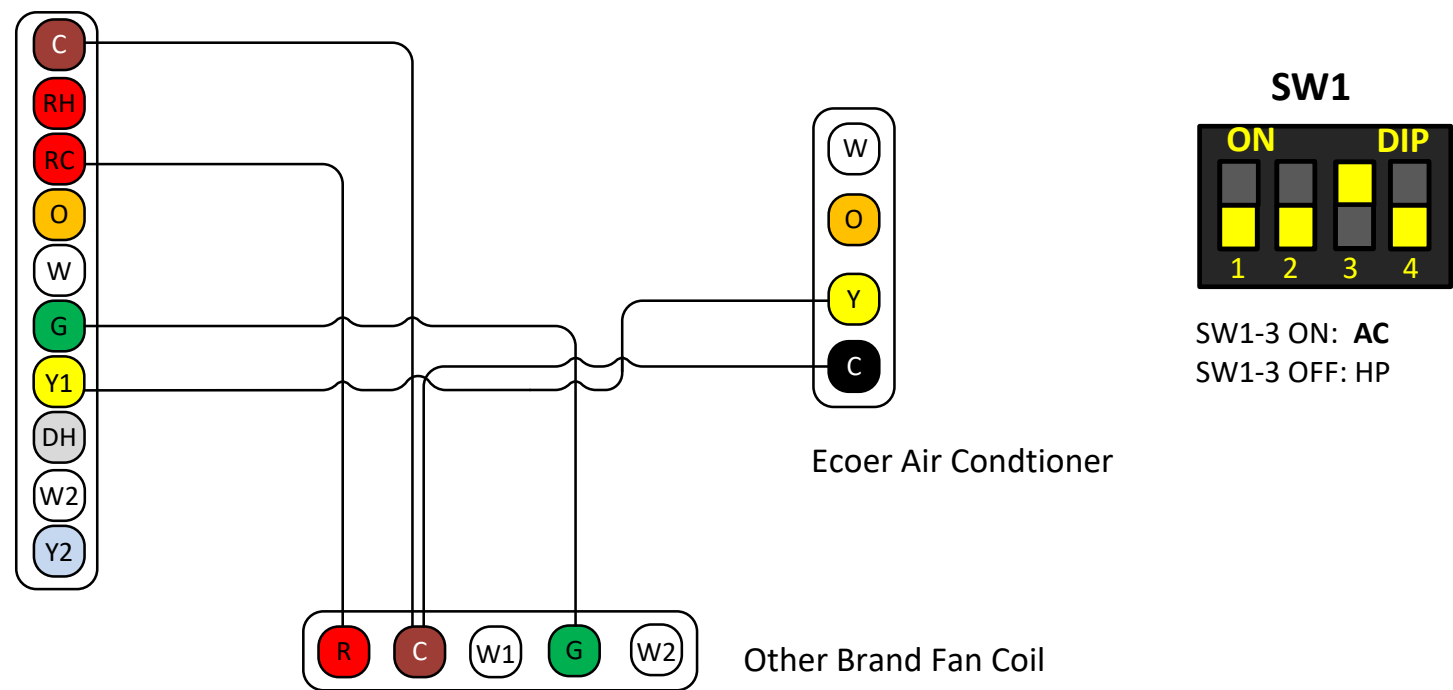 C
RH
RC
O
W
G
Y1
DH
W2
Y2
W
O
Y
C
Ecoer Air Condtioner
SW1
ON DIP
1 2 3 4
SW1-3 ON: AC
SW1-3 OFF: HP
R C W1 G W2
Other Brand Fan Coil